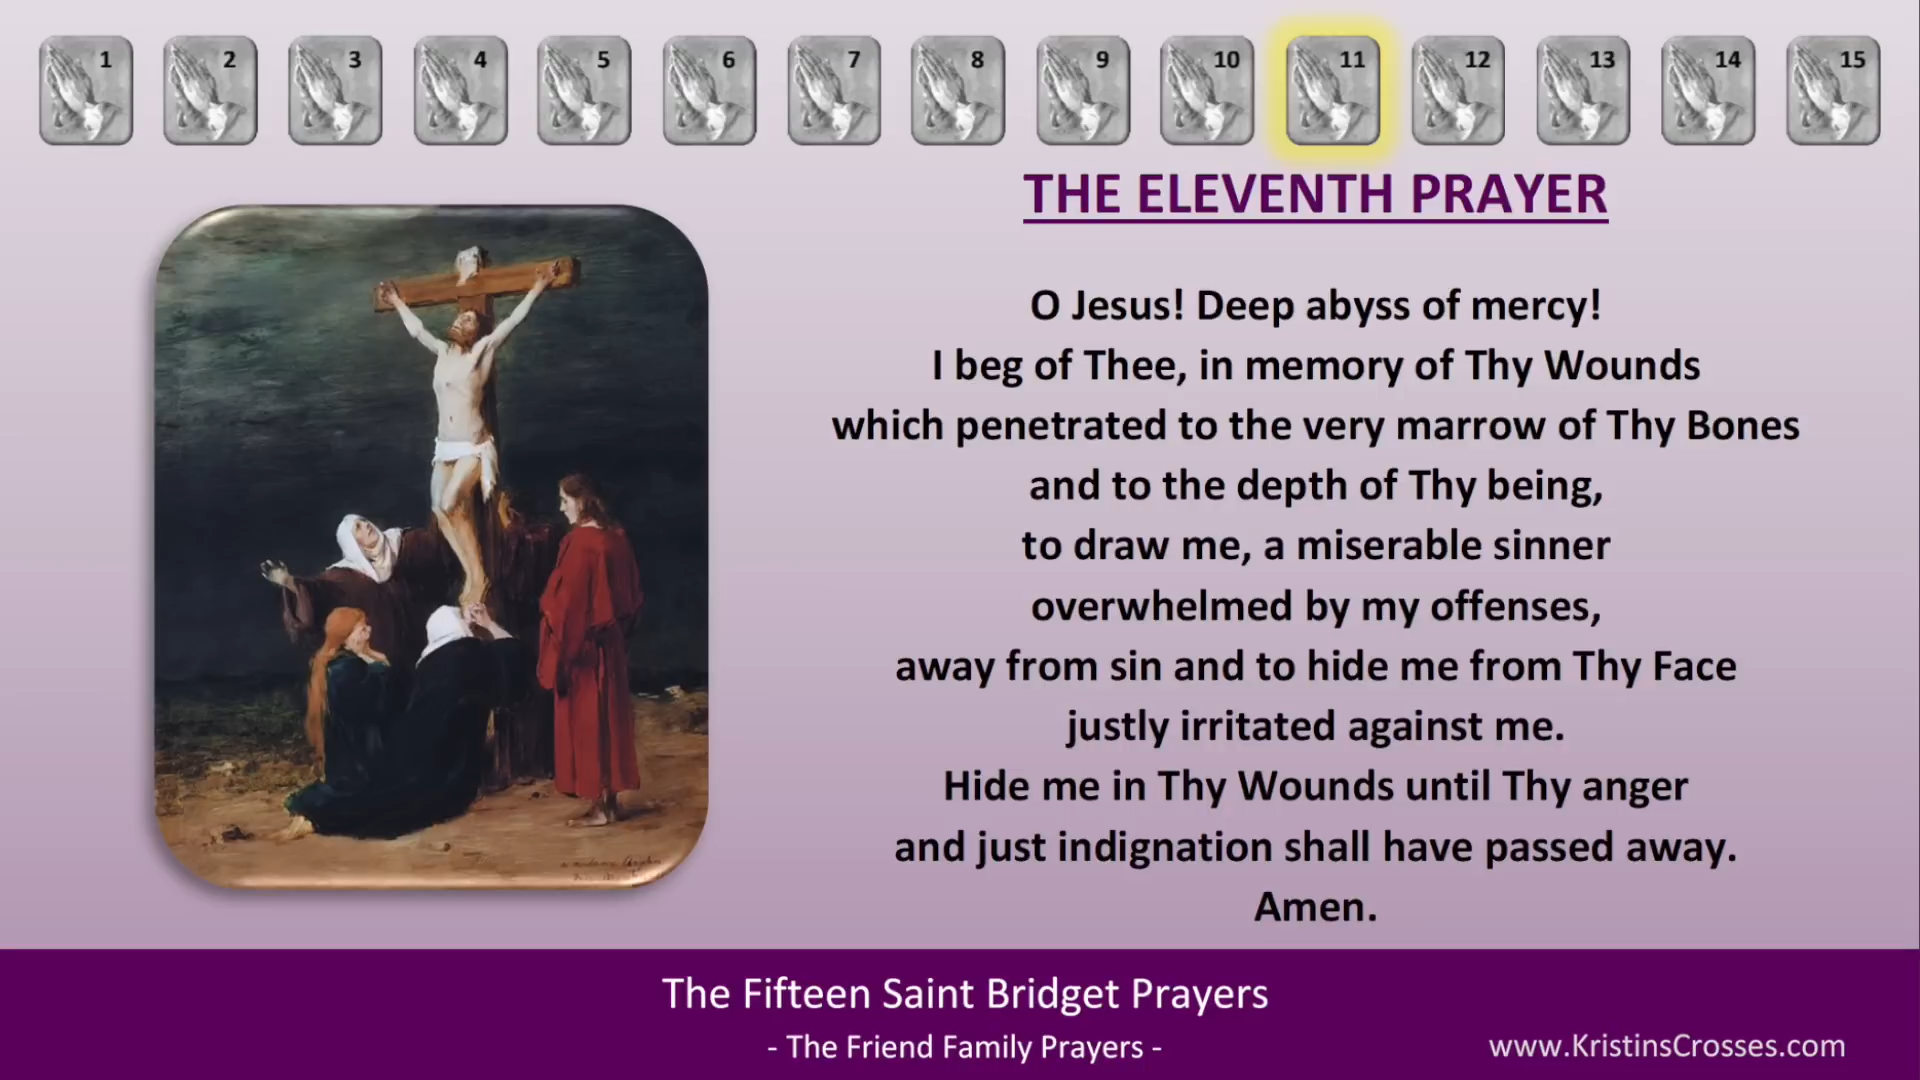 1 2 3 4 5 6 7 8 9 10 11 12 13 14 15
THE ELEVENTH PRAYER
O Jesus! Deep abyss of mercy!
I beg of Thee, in memory of Thy Wounds
which penetrated to the very marrow of Thy Bones
and to the depth of Thy being,
to draw me, a miserable sinner
overwhelmed by my offenses,
away from sin and to hide me from Thy Face
justly irritated against me.
Hide me in Thy Wounds until Thy anger
and just indignation shall have passed away.
Amen.
The Fifteen Saint Bridget Prayers
- The Friend Family Prayers -
www.KristinsCrosses.com